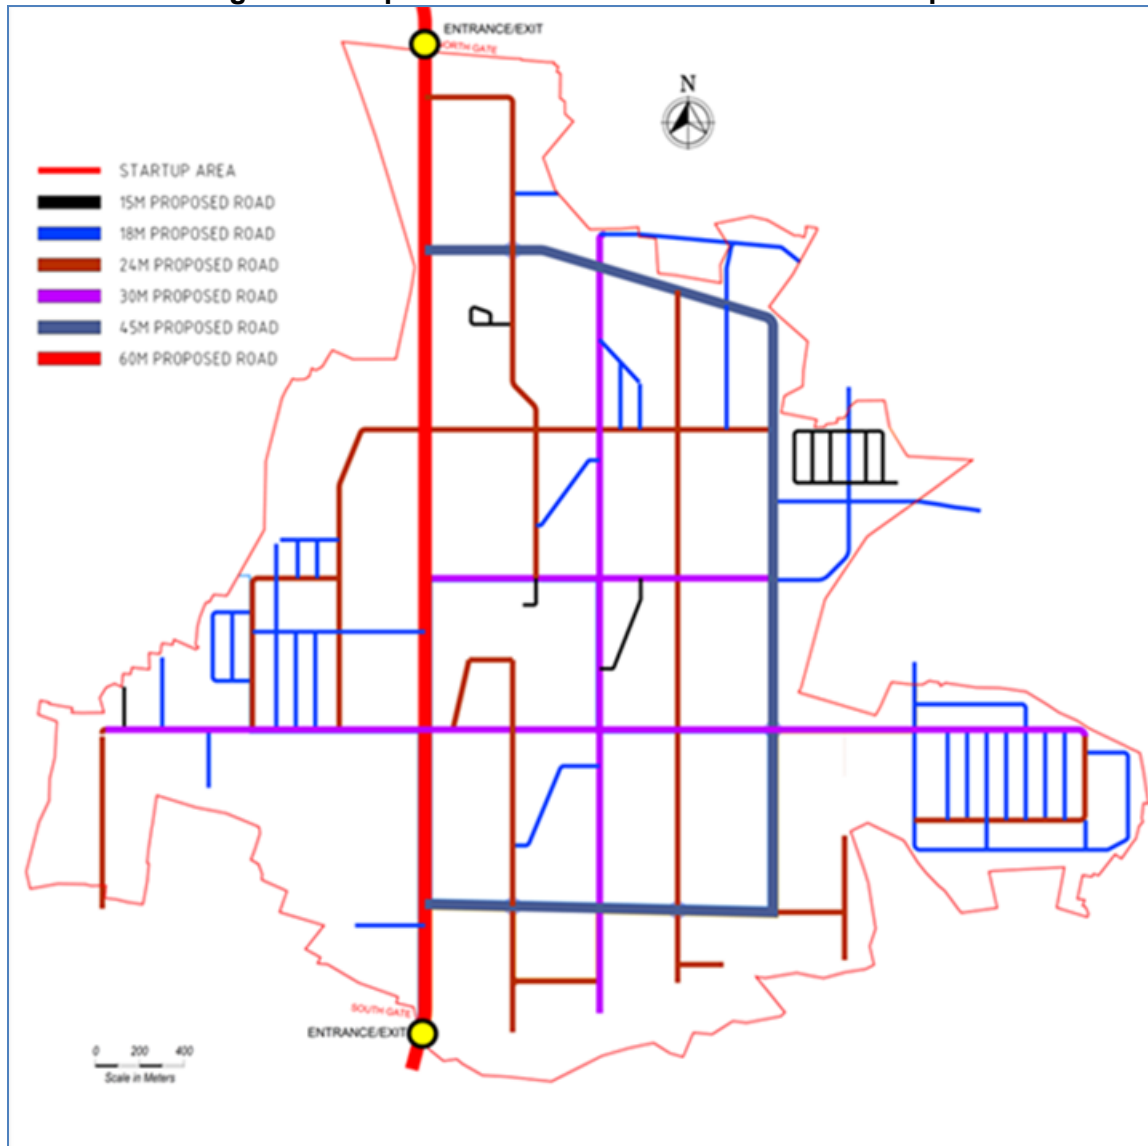 ENTRANCE/EXIT
ORTH GATE
N
STARTUP AREA
15M PROPOSED ROAD
18M PROPOSED ROAD
24M PROPOSED ROAD
30M PROPOSED ROAD
45M PROPOSED ROAD
60M PROPOSED ROAD
SOUTH GATE
ENTRANCE/EXIT
0 200 400
Scale in Meters